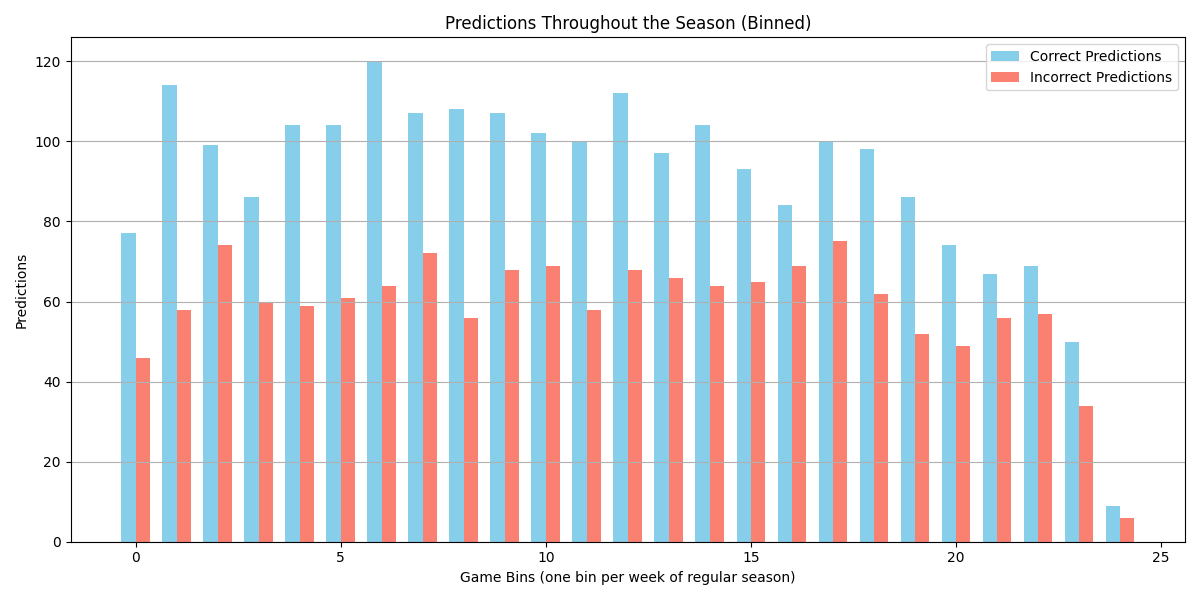 Predictions Throughout the Season (Binned)
Correct Predictions
Incorrect Predictions
Predictions
120
100
80
60
40
20
0
0 5 10 15 20 25
Game Bins (one bin per week of regular season)